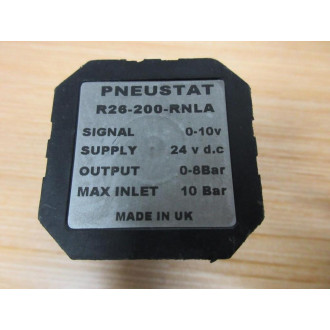 PNEUSTAT
R26-200-RNLA
SIGNAL 0-10v
SUPPLY 24 v d.c
OUTPUT 0-8Bar
MAX INLET 10 Bar
MADE IN UK